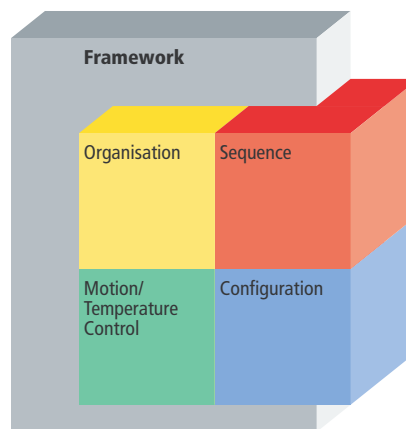 Framework
Organisation
Sequence
Motion/
Temperature
Control
Configuration